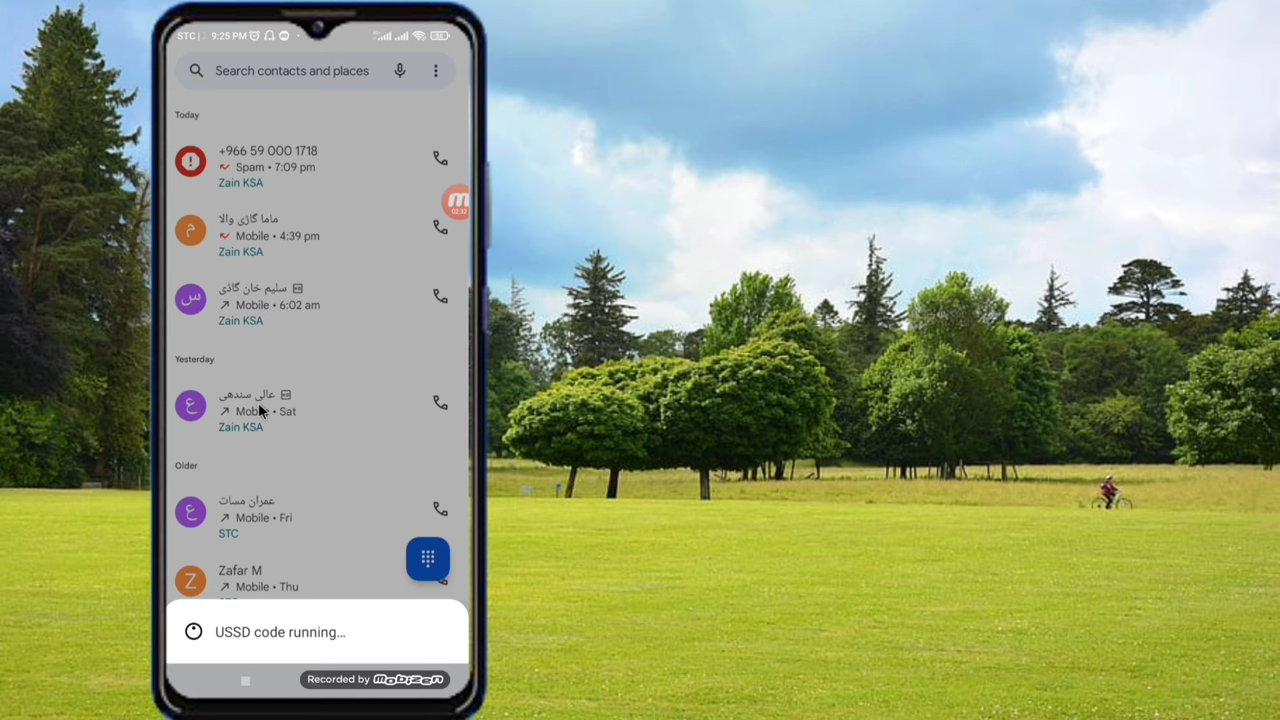 STC | 9:25 PM
Search contacts and places
Today
+966 59 000 1718
Spam • 7:09 pm
Zain KSA
02:32
ماما گاڑی والا
م
Mobile • 4:39 pm
Zain KSA
سلیم خان گاڈی
س
Mobile • 6:02 am
Zain KSA
Yesterday
عالی سندھی
ع
Mobile • Sat
Zain KSA
Older
عمران مسات
ع
Mobile • Fri
STC
Zafar M
Z
Mobile • Thu
USSD code running...
Recorded by mobizen